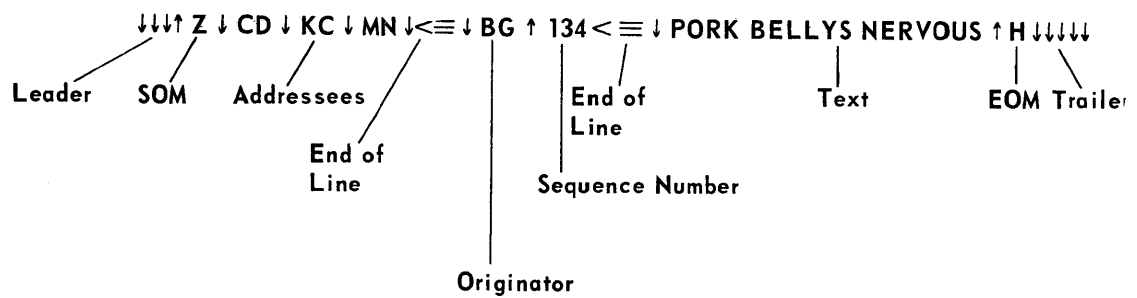 ↓↓↓↑ Z ↓ CD ↓ KC ↓ MN ↓<≡ ↓ BG ↑ 134 < ≡ ↓ PORK BELLYS NERVOUS ↑ H ↓↓↓↓↓
Leader SOM Addressees End of Text EOM Trailer
Line
End of
Line
Sequence Number
Originator